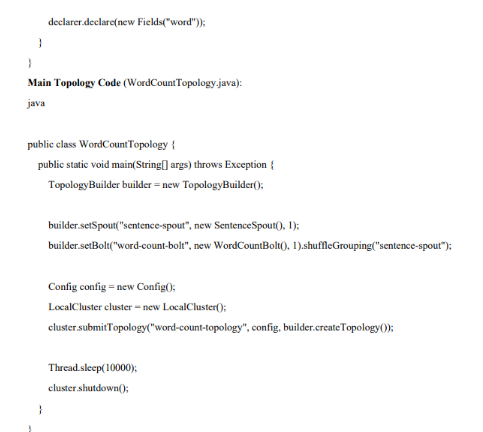 declarer.declare(new Fields("word"));
}
}
Main Topology Code (WordCountTopology.java):
java
public class WordCountTopology {
public static void main(String[] args) throws Exception {
TopologyBuilder builder = new TopologyBuilder();
builder.setSpout("sentence-spout", new SentenceSpout(), 1);
builder.setBolt("word-count-bolt", new WordCountBolt(), 1).shuffleGrouping("sentence-spout");
Config config = new Config();
LocalCluster cluster = new LocalCluster();
cluster.submitTopology("word-count-topology", config, builder.createTopology());
Thread.sleep(10000);
cluster.shutdown();
}
}